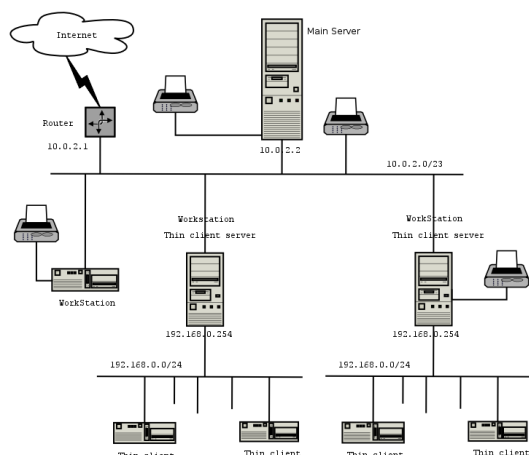 Internet
Main Server
Router
10.0.2.1
10.0.2.2
10.0.2.0/23
Workstation
Thin client server
WorkStation
Thin client server
WorkStation
192.168.0.254
192.168.0.254
192.168.0.0/24
192.168.0.0/24
Thin client
Thin client
Thin client
Thin client